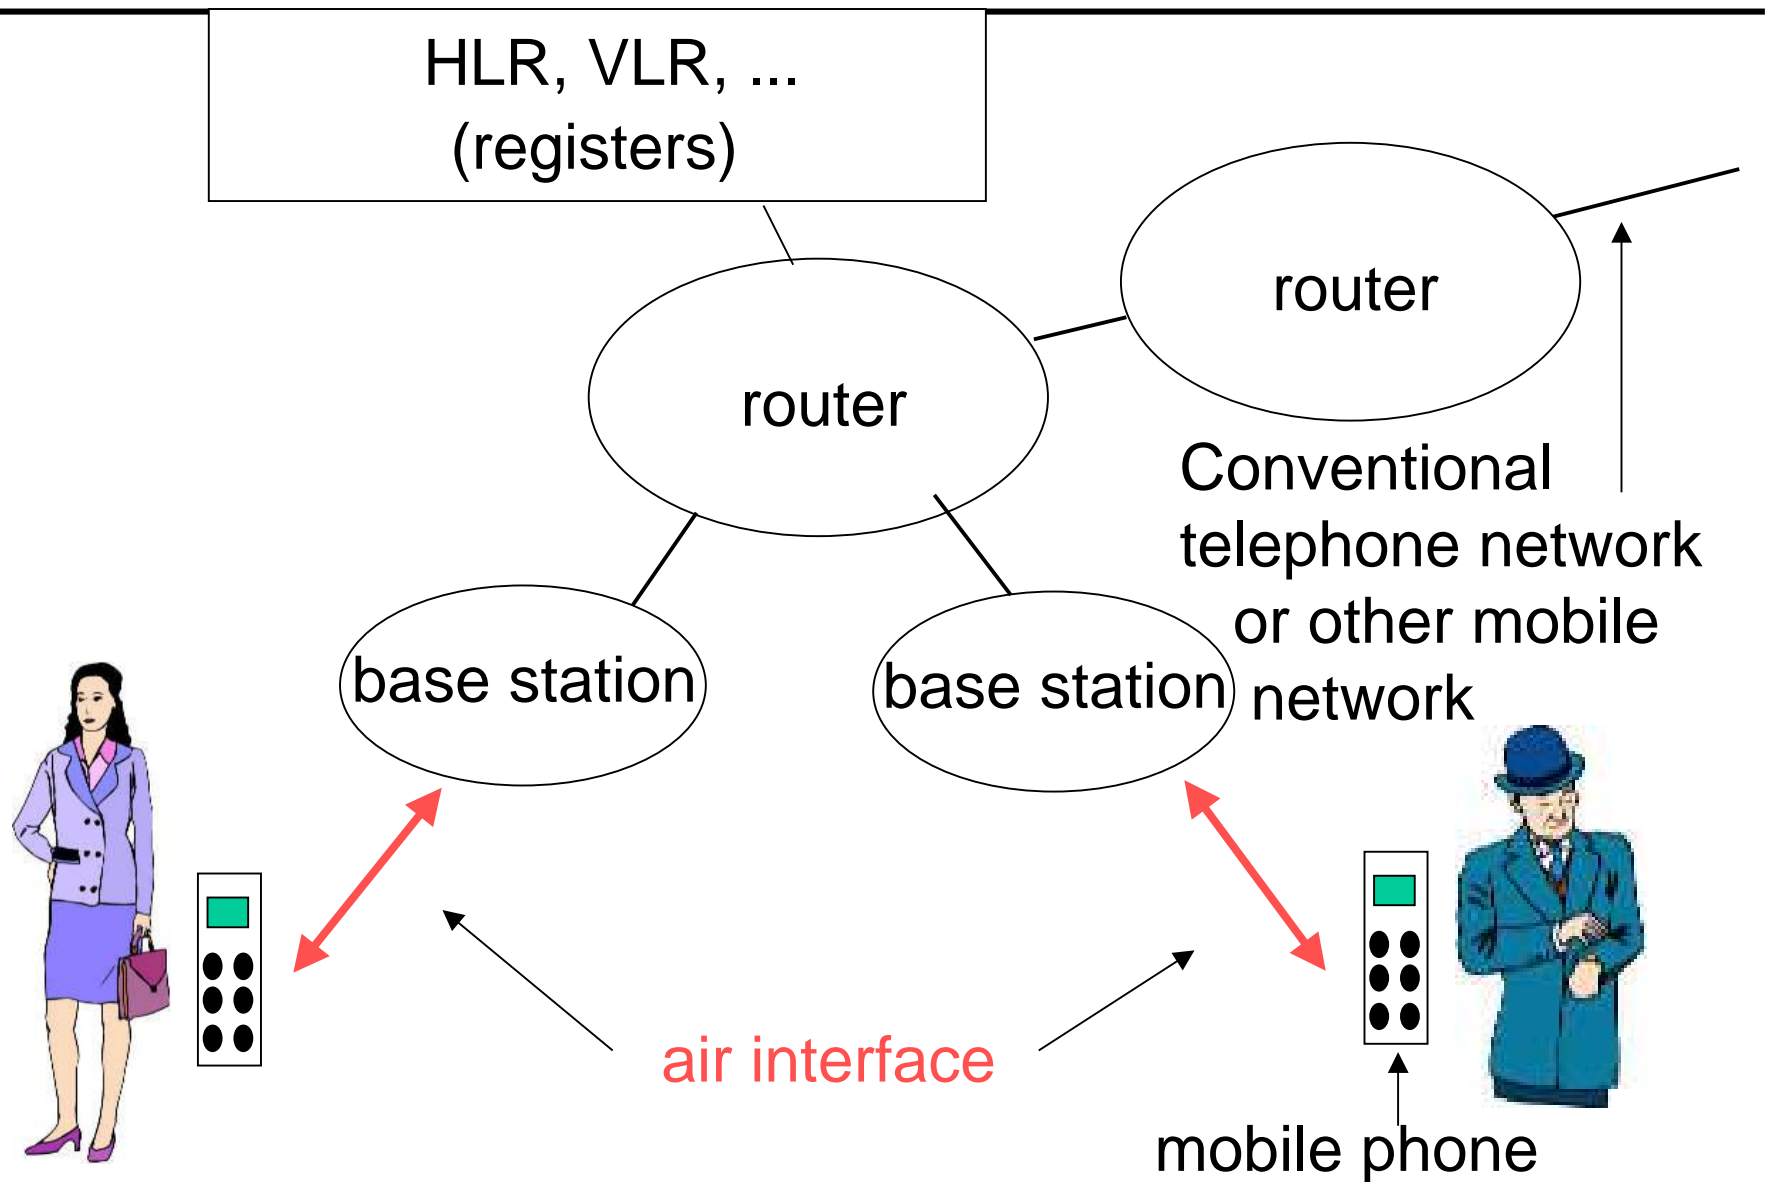 HLR, VLR, ...
(registers)
router
router
Conventional
telephone network
or other mobile
network
base station
base station
air interface
mobile phone